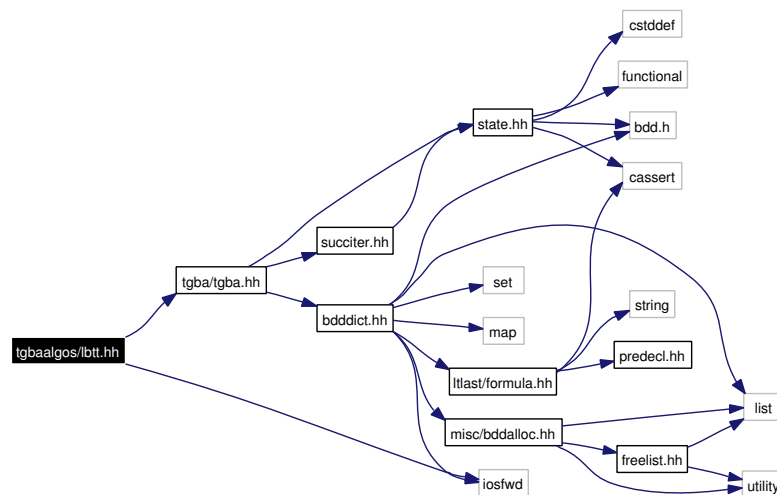 cstddef
functional
state.hh
bdd.h
cassert
succiter.hh
tgba/tgba.hh
set
string
bdddict.hh
map
tgbaalgos/lbtt.hh
predecl.hh
ltlast/formula.hh
list
misc/bddalloc.hh
freelist.hh
iosfwd
utility